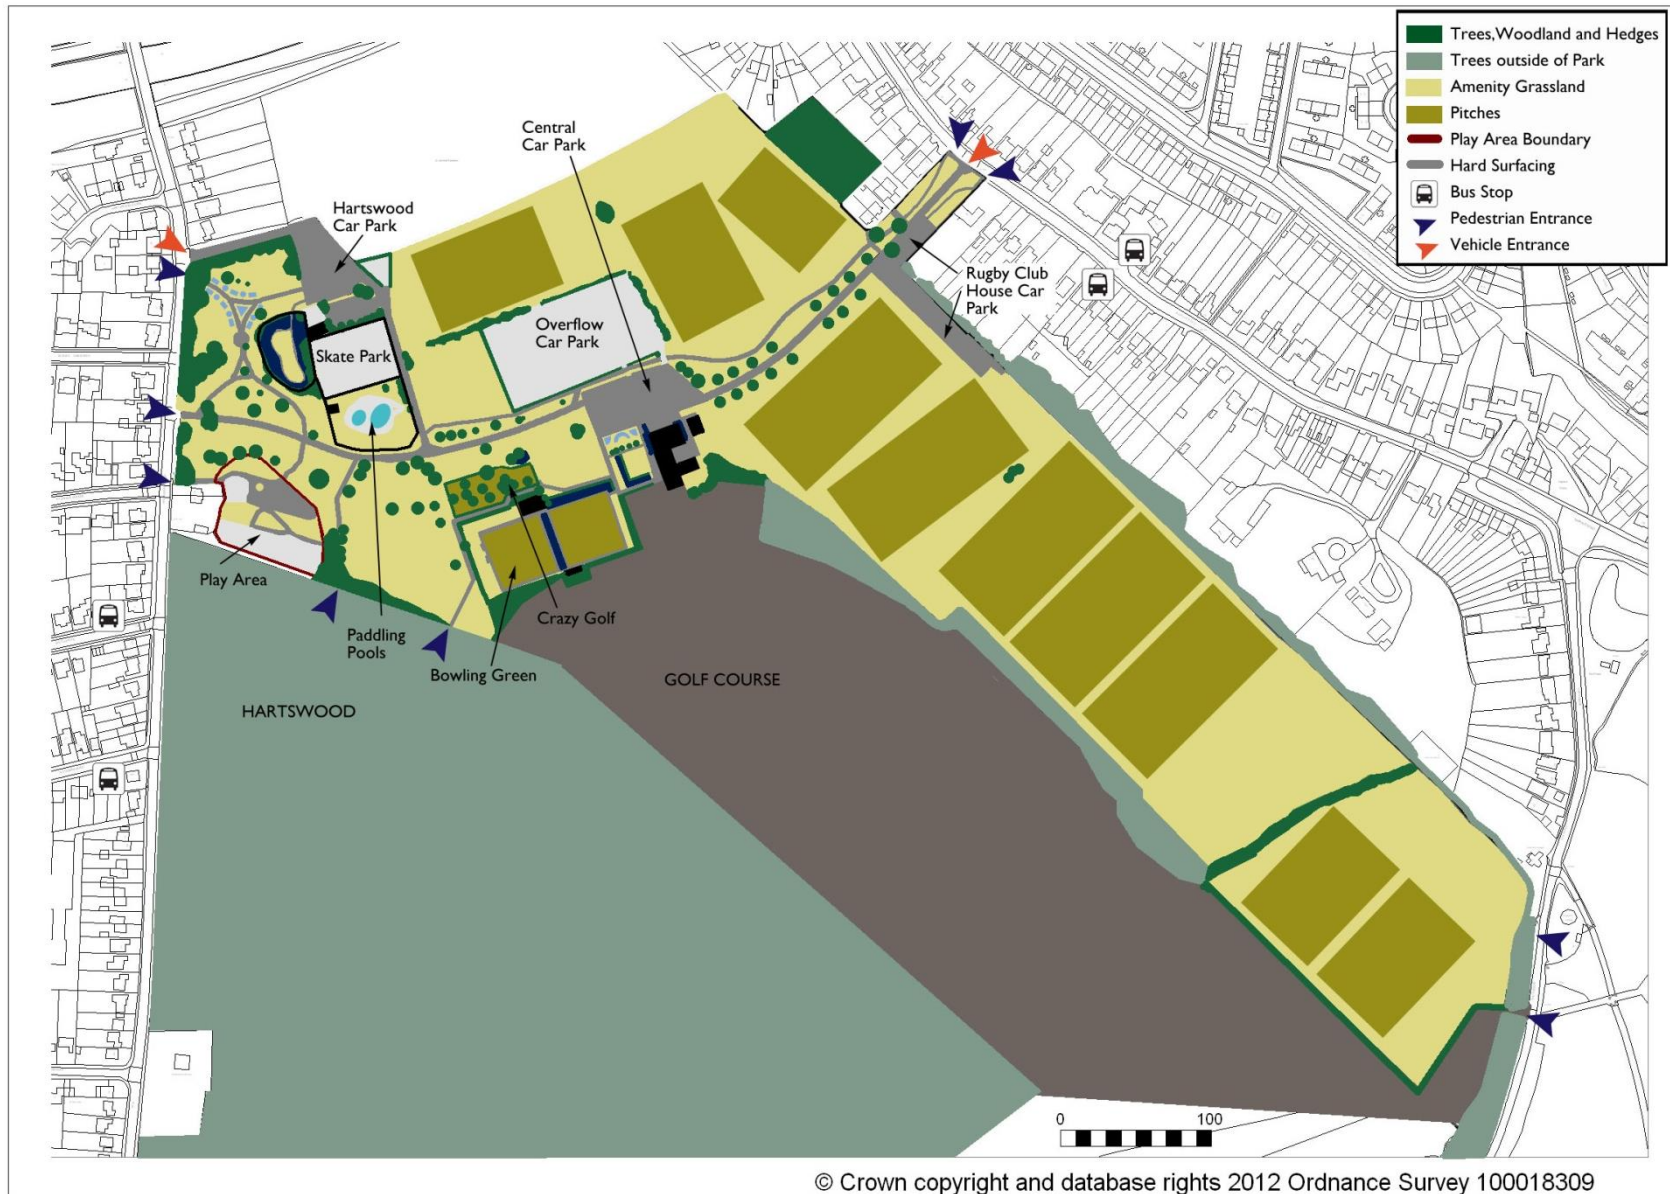 Trees,Woodland and Hedges
Trees outside of Park
Amenity Grassland
Pitches
Play Area Boundary
Hard Surfacing
Bus Stop
Pedestrian Entrance
Vehicle Entrance
Central
Car Park
Hartswood
Car Park
Rugby Club
House Car
Park
Overflow
Car Park
Skate Park
Play Area
Paddling
Pools
Crazy Golf
Bowling Green
GOLF COURSE
HARTSWOOD
0 100
© Crown copyright and database rights 2012 Ordnance Survey 100018309